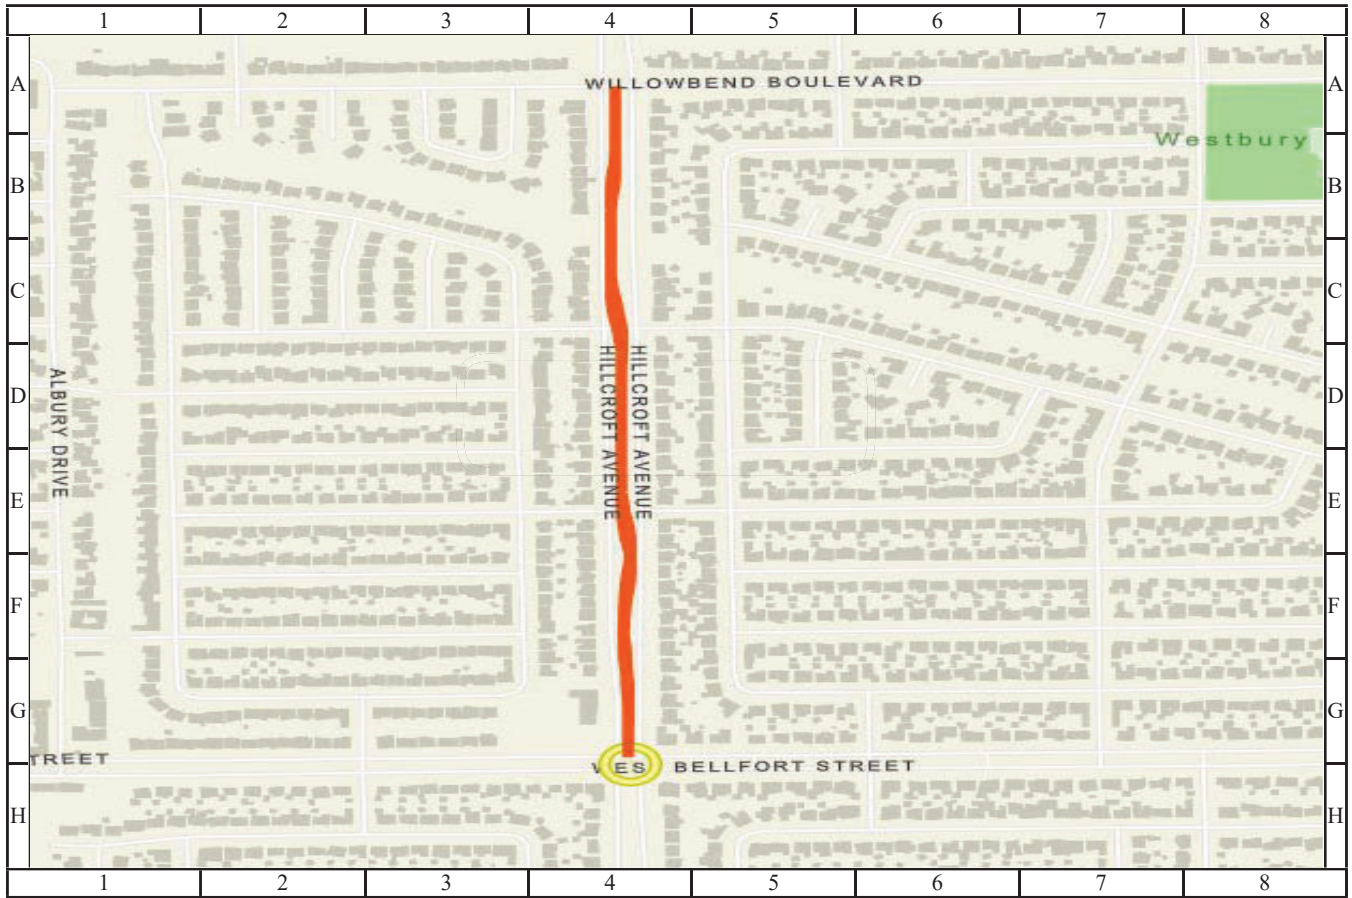 1 2 3 4 5 6 7 8
A A
WILLOWBEND BOULEVARD
Westbury
B B
C C
HILLCROFT AVENUE
HILLCROFT AVENUE
ALBURY DRIVE
D D
E E
F F
G G
TREET
WES BELLFORT STREET
H H
1 2 3 4 5 6 7 8